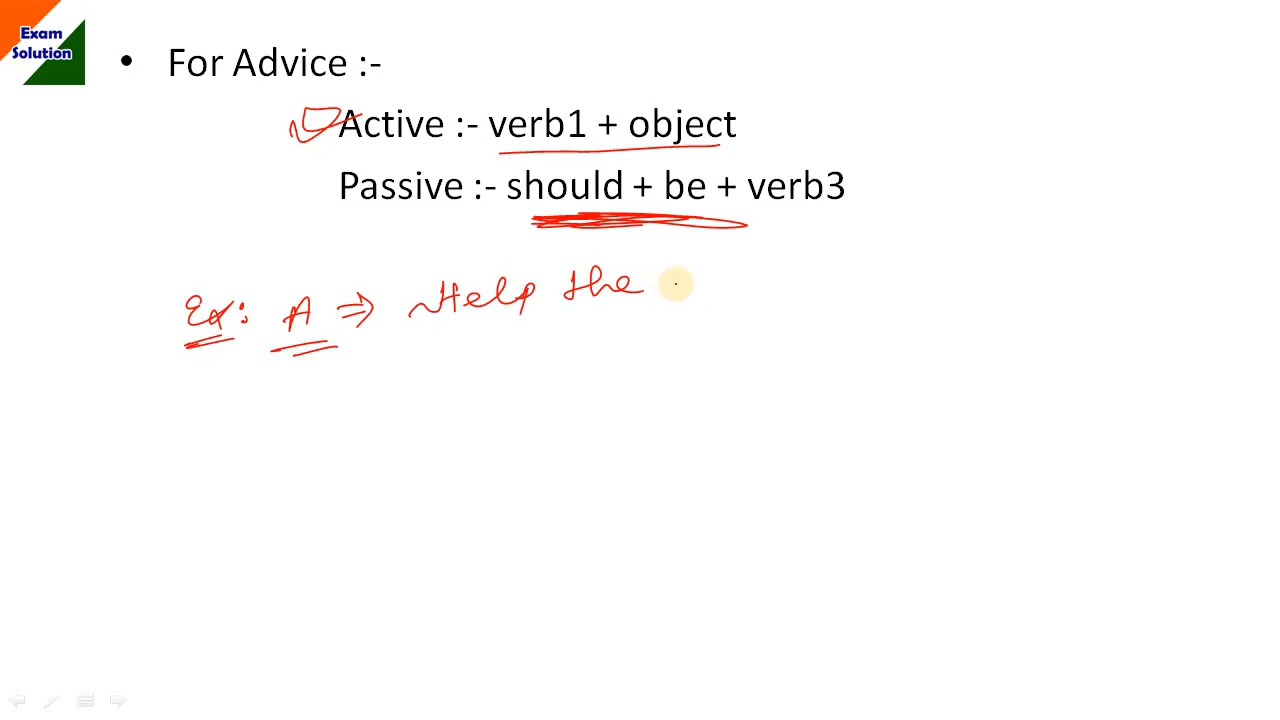 Exam
Solution
• For Advice :-
Active :- verb1 + object
Passive :- should + be + verb3
Ex: A ⇒ Help the